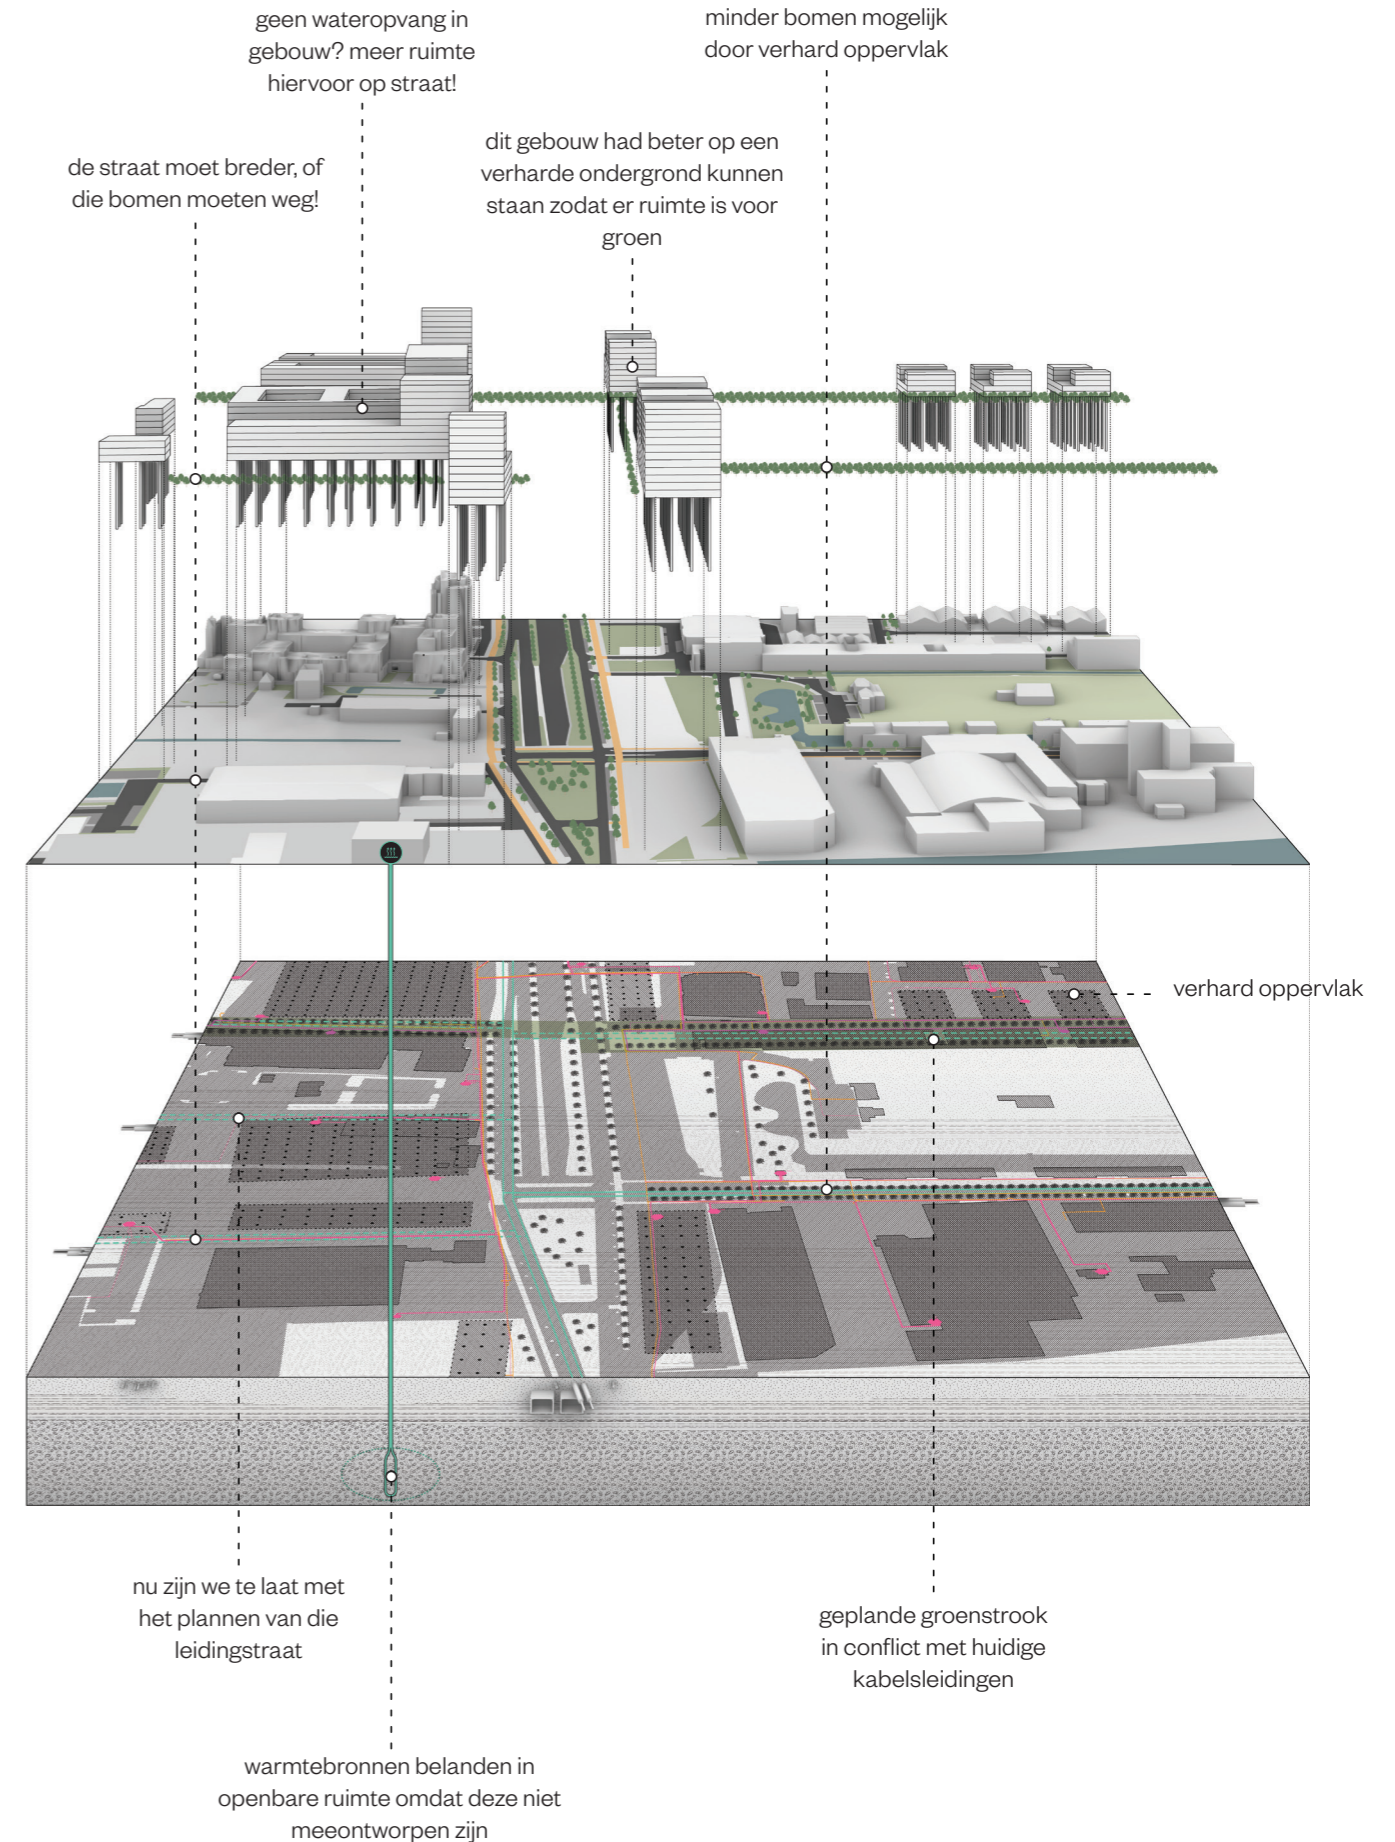 geen wateropvang in
gebouw? meer ruimte
hiervoor op straat!
minder bomen mogelijk
door verhard oppervlak
dit gebouw had beter op een
verharde ondergrond kunnen
staan zodat er ruimte is voor
groen
de straat moet breder, of
die bomen moeten weg!
verhard oppervlak
nu zijn we te laat met
het plannen van die
leidingstraat
geplande groenstrook
in conflict met huidige
kabelsleidingen
warmtebronnen belanden in
openbare ruimte omdat deze niet
meeontworpen zijn